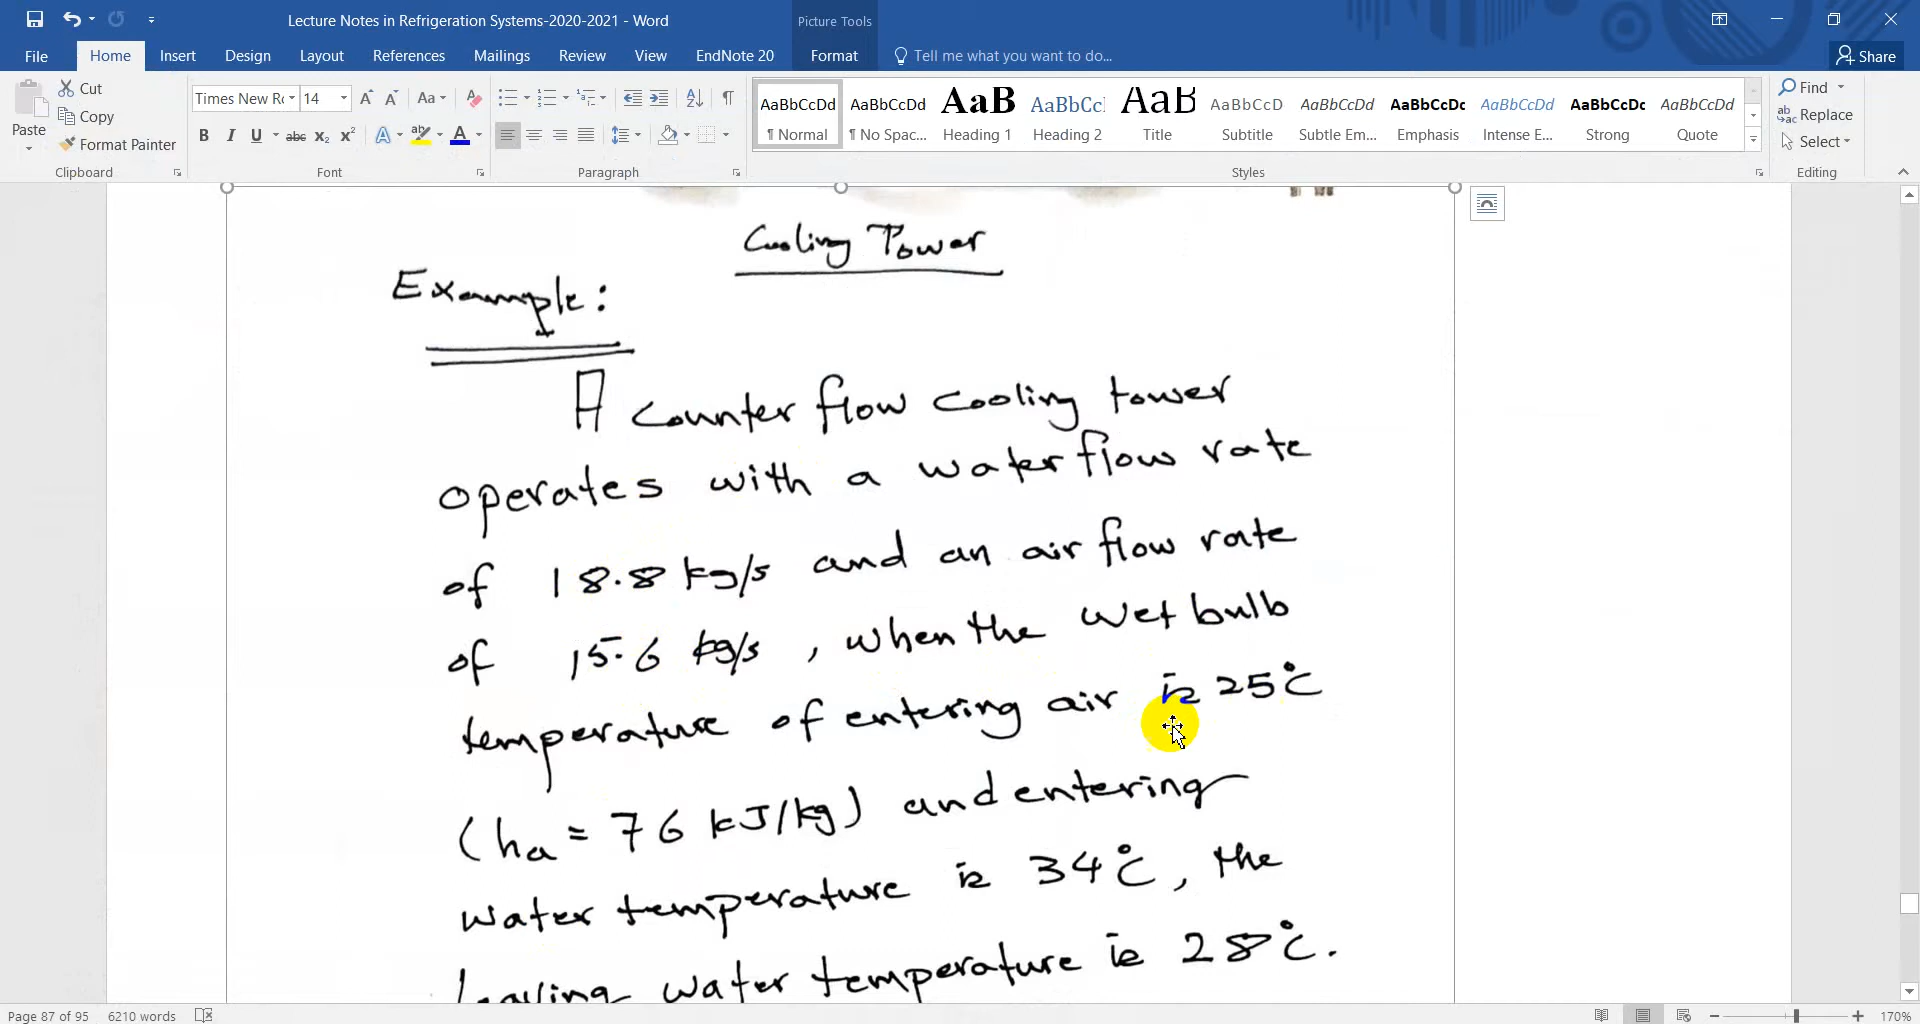 Lecture Notes in Refrigeration Systems-2020-2021 - Word
Picture Tools
File Home Insert Design Layout References Mailings Review View EndNote 20 Format Tell me what you want to do... Share
Cut
Copy
Format Painter
Paste
Clipboard
Times New Ro 14
Font
Paragraph
AaBbCcDd AaBbCcDd AaB AaBbCc AaB AaBbCcD AaBbCcDd AaBbCcDc AaBbCcDd AaBbCcDc AaBbCcDd
¶ Normal ¶ No Spac... Heading 1 Heading 2 Title Subtitle Subtle Em... Emphasis Intense E... Strong Quote
Styles
Find
Replace
Select
Editing
Cooling Tower
Example:
A counter flow cooling tower
operates with a water flow rate
of 18.8 kg/s and an air flow rate
of 15.6 kg/s, when the wet bulb
temperature of entering air is 25°C
(ha = 76 kJ/kg) and entering
water temperature is 34°C, the
leaving water temperature is 28°C.
Page 87 of 95 6210 words 170%